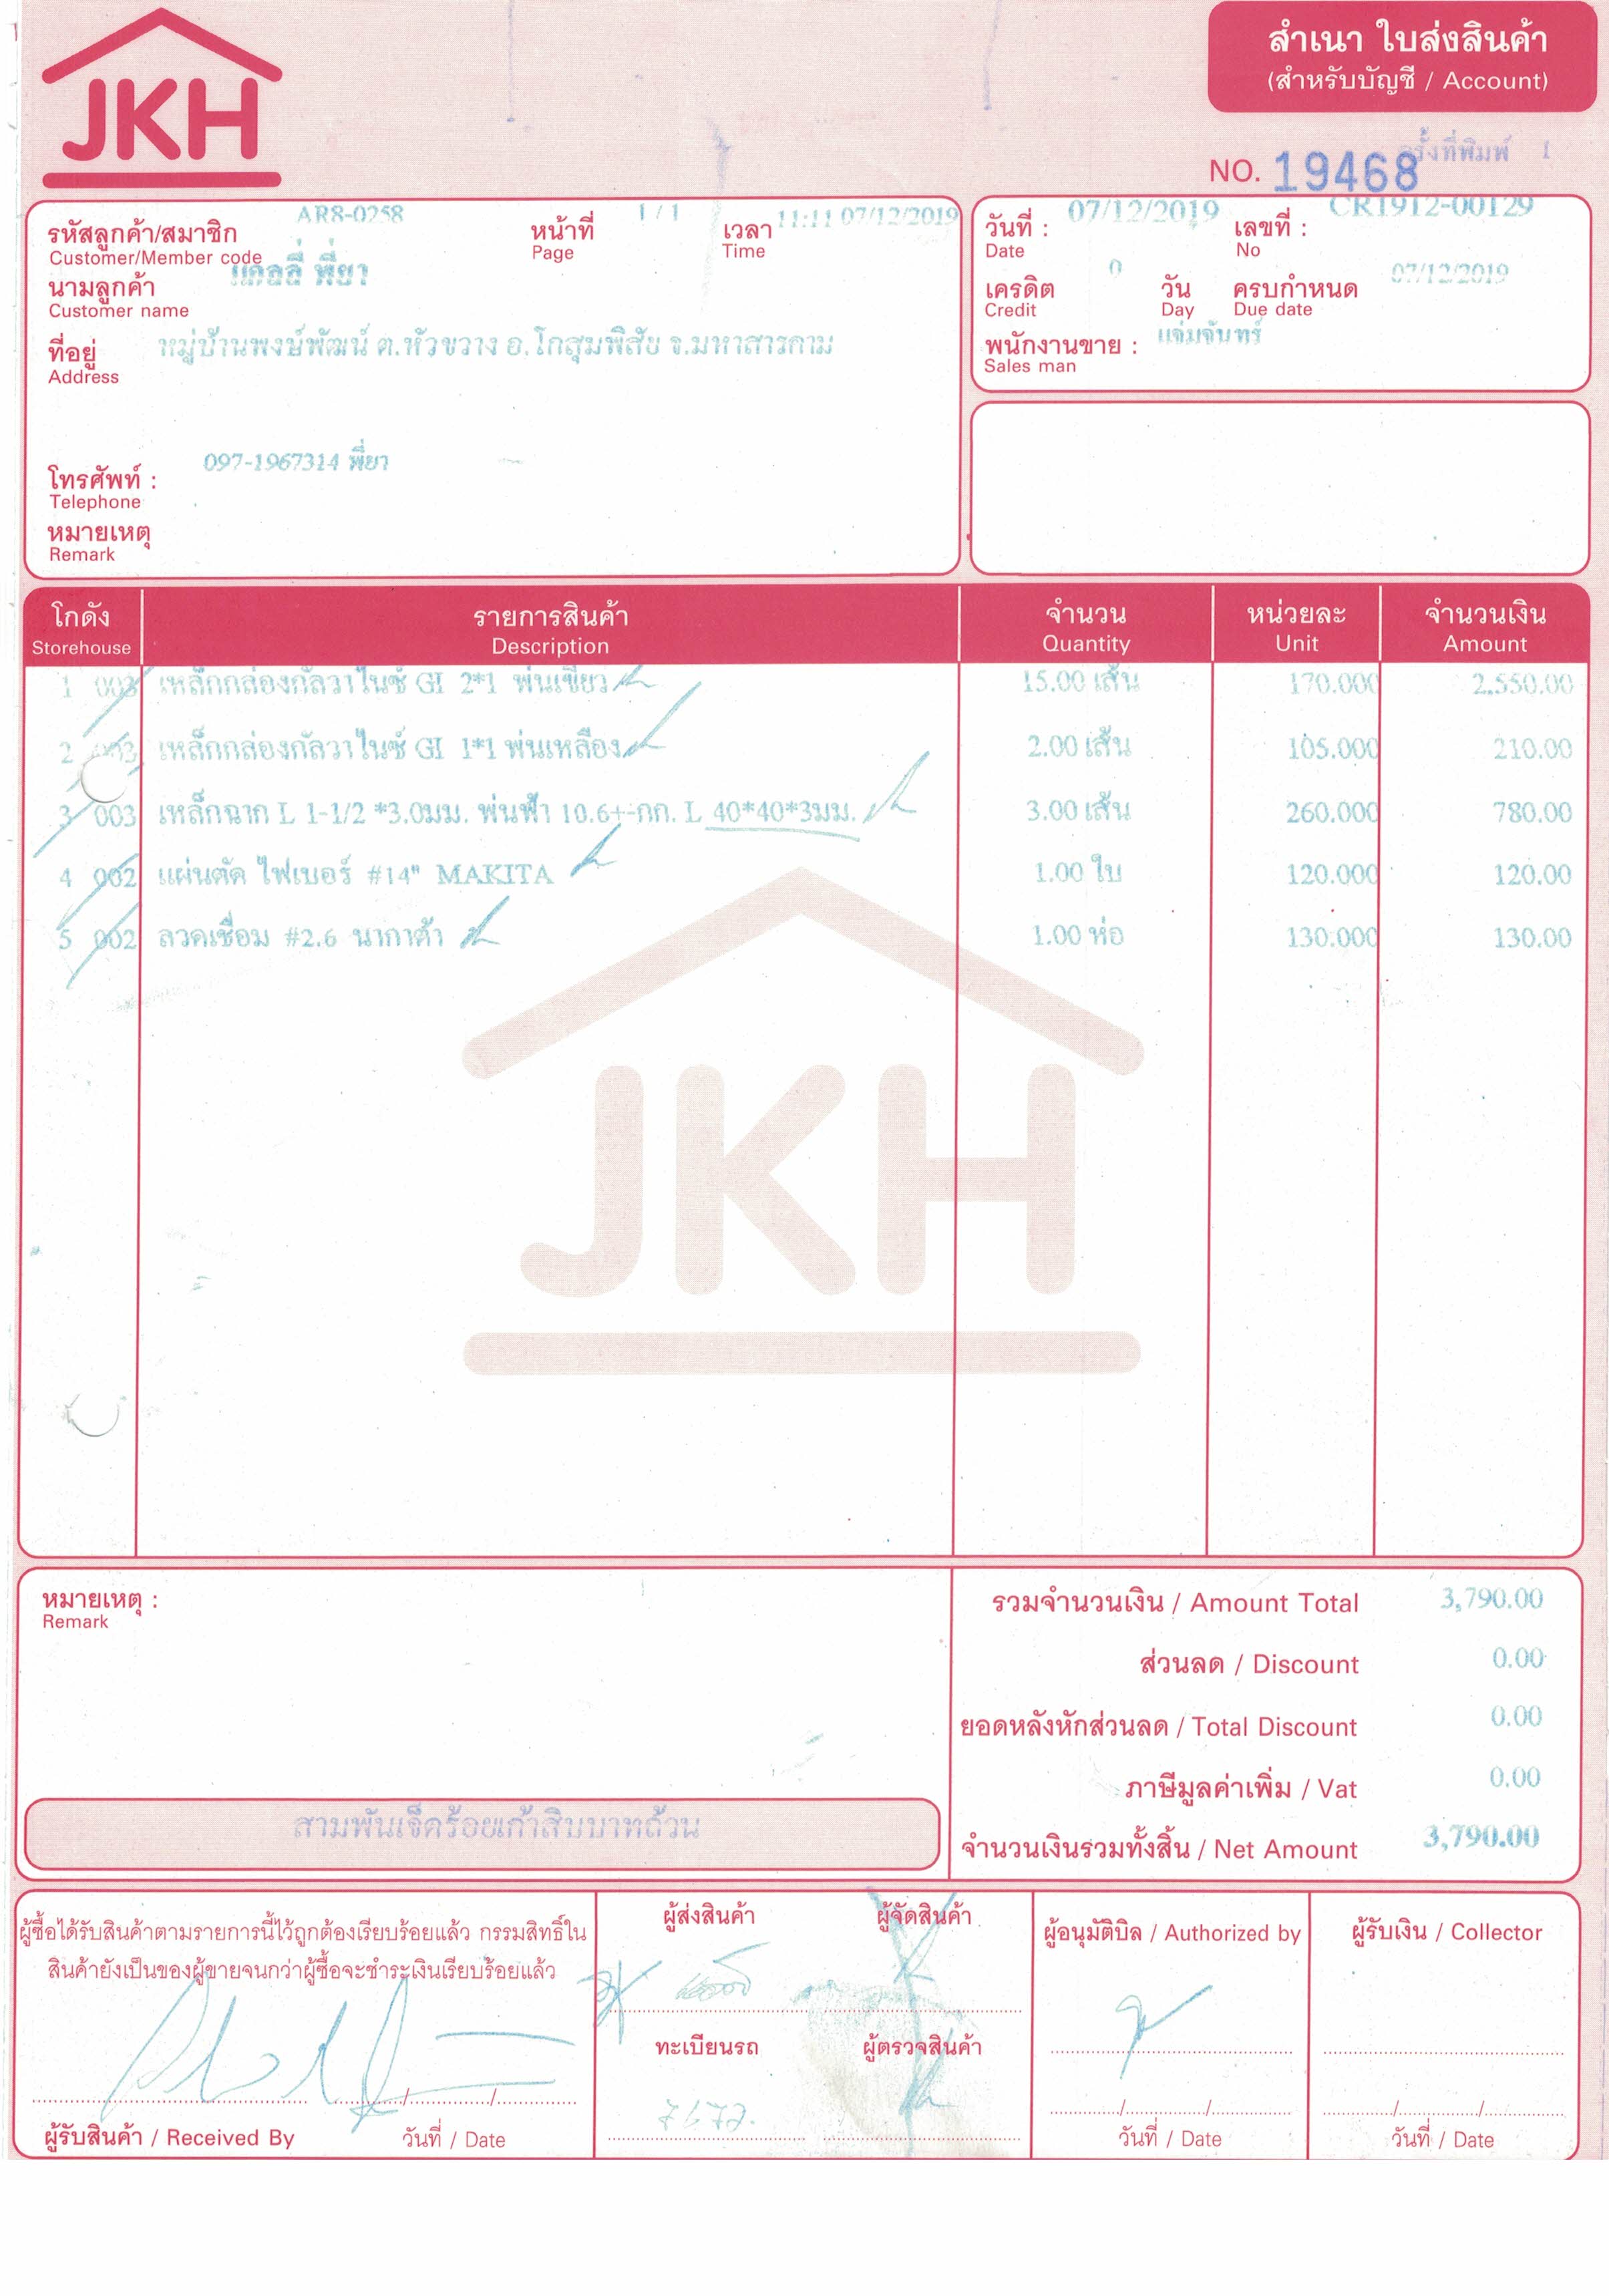 JKH
สำเนา ใบส่งสินค้า
(สำหรับบัญชี / Account)
ครั้งที่พิมพ์ 1
NO. 19468
รหัสลูกค้า/สมาชิก AR8-0258 หน้าที่ 1 / 1 เวลา 11:11 07/12/2019
Customer/Member code Page Time
นามลูกค้า แคลลี่ พี่ยา
Customer name
ที่อยู่ หมู่บ้านพงษ์พัฒน์ ต.หัวขวาง อ.โกสุมพิสัย จ.มหาสารคาม
Address
โทรศัพท์ : 097-1967314 พี่ยา
Telephone
หมายเหตุ
Remark
วันที่ : 07/12/2019 เลขที่ : CR1912-00129
Date No
เครดิต 0 วัน ครบกำหนด 07/12/2019
Credit Day Due date
พนักงานขาย : แจ่มจันทร์
Sales man
โกดัง รายการสินค้า จำนวน หน่วยละ จำนวนเงิน
Storehouse Description Quantity Unit Amount
1 003 เหล็กกล่องกัลวาไนซ์ GI 2*1 พ่นเขียว 15.00 เส้น 170.000 2,550.00
2 003 เหล็กกล่องกัลวาไนซ์ GI 1*1 พ่นเหลือง 2.00 เส้น 105.000 210.00
3 003 เหล็กฉาก L 1-1/2 *3.0มม. พ่นฟ้า 10.6+-กก. L 40*40*3มม. 3.00 เส้น 260.000 780.00
4 002 แผ่นตัด ไฟเบอร์ #14" MAKITA 1.00 ใบ 120.000 120.00
5 002 ลวดเชื่อม #2.6 นากาต้า 1.00 ห่อ 130.000 130.00
JKH
หมายเหตุ :
Remark
รวมจำนวนเงิน / Amount Total 3,790.00
ส่วนลด / Discount 0.00
ยอดหลังหักส่วนลด / Total Discount 0.00
ภาษีมูลค่าเพิ่ม / Vat 0.00
สามพันเจ็ดร้อยเก้าสิบบาทถ้วน
จำนวนเงินรวมทั้งสิ้น / Net Amount 3,790.00
ผู้ซื้อได้รับสินค้าตามรายการนี้ไว้ถูกต้องเรียบร้อยแล้ว กรรมสิทธิ์ใน
สินค้ายังเป็นของผู้ขายจนกว่าผู้ซื้อจะชำระเงินเรียบร้อยแล้ว
ผู้รับสินค้า / Received By วันที่ / Date
ผู้ส่งสินค้า ผู้จัดสินค้า
ทะเบียนรถ ผู้ตรวจสินค้า
ผู้อนุมัติบิล / Authorized by
วันที่ / Date
ผู้รับเงิน / Collector
วันที่ / Date